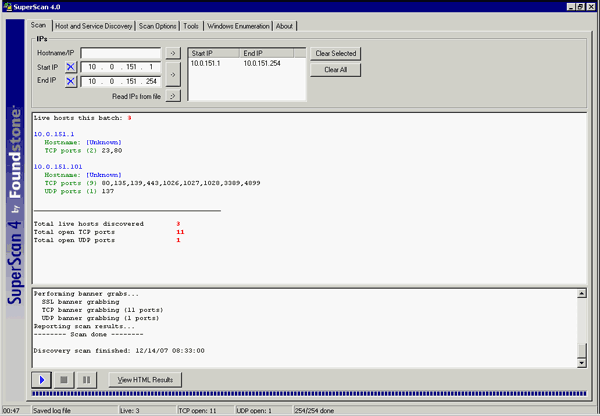 SuperScan 4.0
Scan Host and Service Discovery Scan Options Tools Windows Enumeration About
IPs
Hostname/IP
->
Start IP X 10 . 0 . 151 . 1
End IP X 10 . 0 . 151 . 254
->
Read IPs from file ->
Start IP End IP
10.0.151.1 10.0.151.254
Clear Selected
Clear All
SuperScan 4 by Foundstone
Live hosts this batch: 3
10.0.151.1
Hostname: [Unknown]
TCP ports (2) 23,80
10.0.151.101
Hostname: [Unknown]
TCP ports (9) 80,135,139,443,1026,1027,1028,3389,4899
UDP ports (1) 137
Total live hosts discovered 3
Total open TCP ports 11
Total open UDP ports 1
Performing banner grabs...
SSL banner grabbing
TCP banner grabbing (11 ports)
UDP banner grabbing (1 ports)
Reporting scan results...
-------- Scan done --------
Discovery scan finished: 12/14/07 08:33:00
View HTML Results
00:47 Saved log file Live: 3 TCP open: 11 UDP open: 1 254/254 done